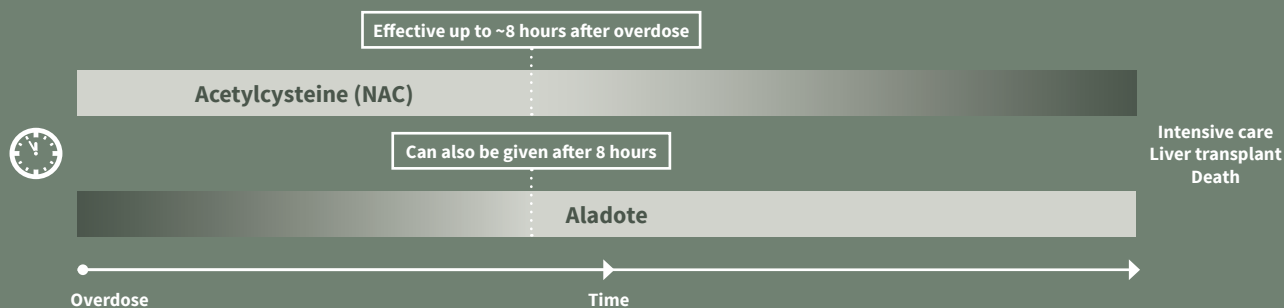 Effective up to ~8 hours after overdose
Acetylcysteine (NAC)
Can also be given after 8 hours
Intensive care
Liver transplant
Death
Aladote
Overdose
Time